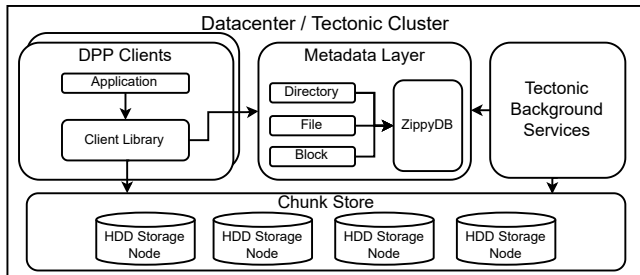 Datacenter / Tectonic Cluster
DPP Clients
Application
Client Library
Metadata Layer
Directory
File
Block
ZippyDB
Tectonic
Background
Services
Chunk Store
HDD Storage
Node
HDD Storage
Node
HDD Storage
Node
HDD Storage
Node